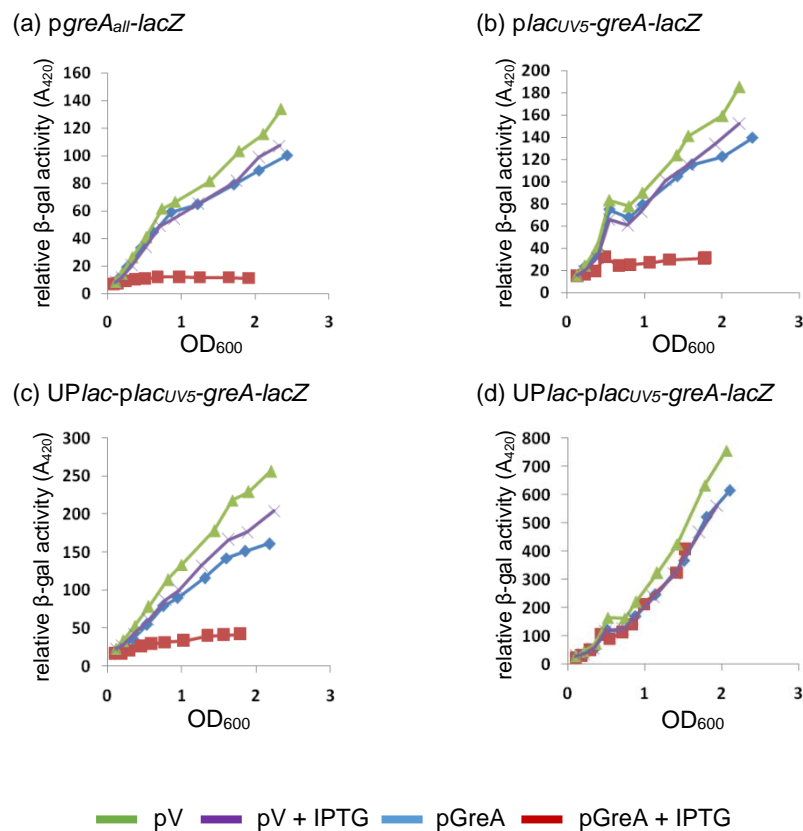 (a) pgreAall-lacZ
relative β-gal activity (A420)
160
140
120
100
80
60
40
20
0
0 1 2 3
OD600
(b) placUV5-greA-lacZ
relative β-gal activity (A420)
200
180
160
140
120
100
80
60
40
20
0
0 1 2 3
OD600
(c) UPlac-placUV5-greA-lacZ
relative β-gal activity (A420)
300
250
200
150
100
50
0
0 1 2 3
OD600
(d) UPlac-placUV5-greA-lacZ
relative β-gal activity (A420)
800
700
600
500
400
300
200
100
0
0 1 2 3
OD600
pV pV + IPTG pGreA pGreA + IPTG